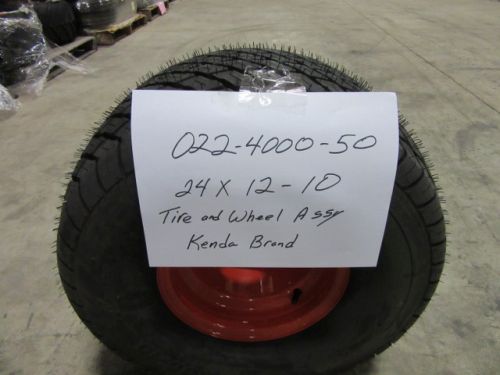 022-4000-50
24 X 12-10
Tire and Wheel Assy
Kenda Brand